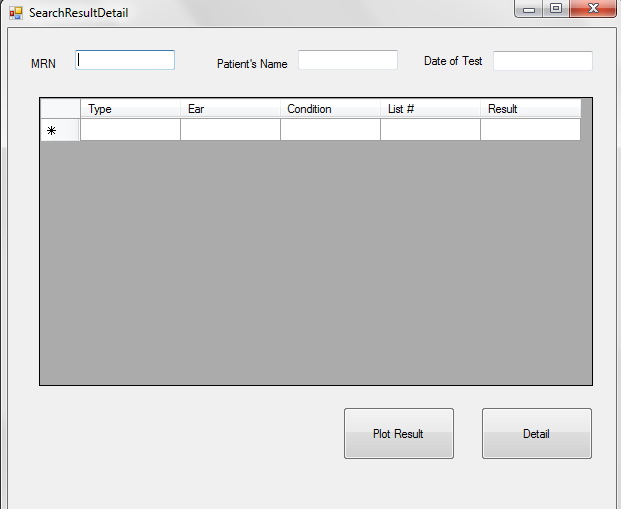 SearchResultDetail
MRN Patient's Name Date of Test
Type Ear Condition List # Result
Plot Result Detail